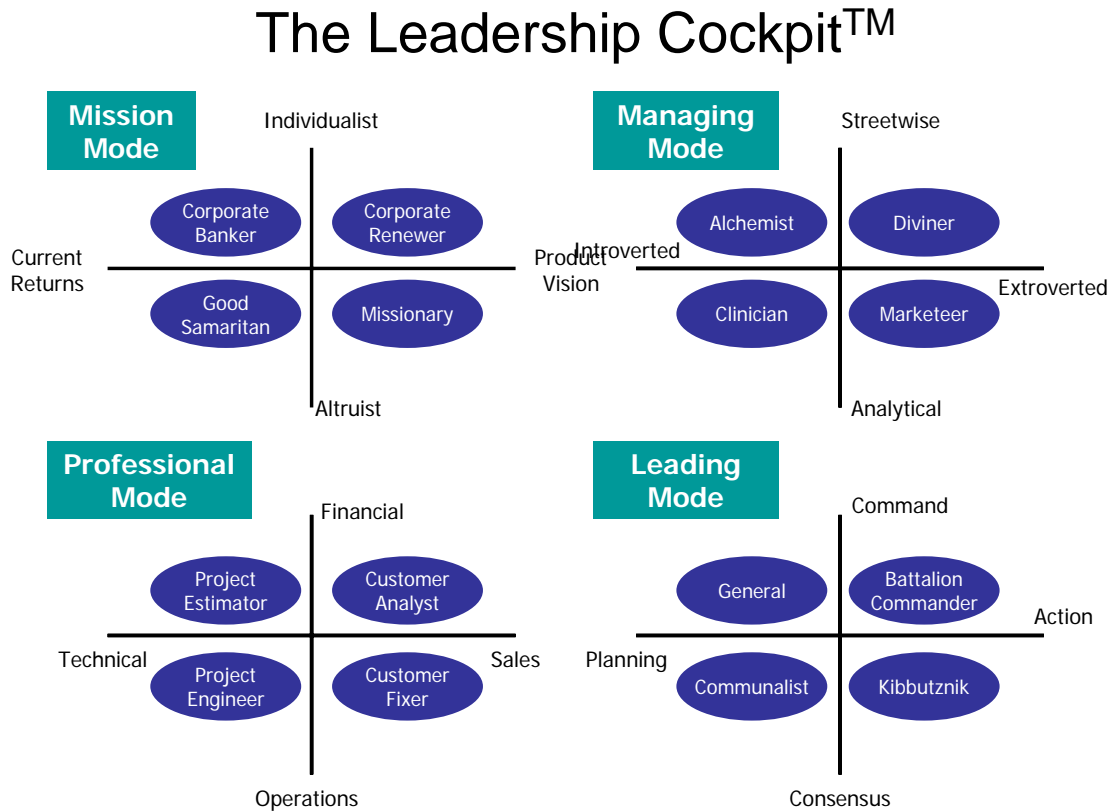 The Leadership Cockpit™
Mission
Mode
Individualist
Corporate
Banker
Corporate
Renewer
Current
Returns
Product
Vision
Good
Samaritan
Missionary
Altruist
Managing
Mode
Streetwise
Alchemist
Diviner
Introverted
Extroverted
Clinician
Marketeer
Analytical
Professional
Mode
Financial
Project
Estimator
Customer
Analyst
Technical
Sales
Project
Engineer
Customer
Fixer
Operations
Leading
Mode
Command
General
Battalion
Commander
Action
Planning
Communalist
Kibbutznik
Consensus